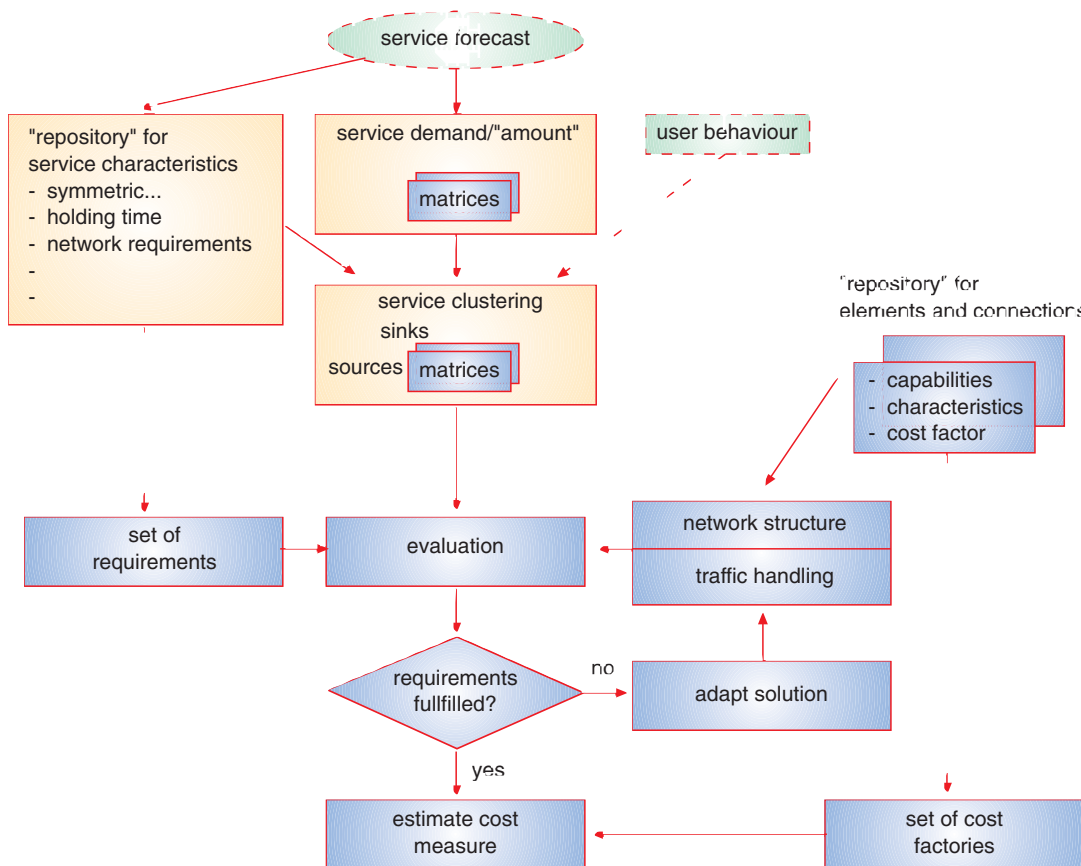 service forecast
"repository" for
service characteristics
- symmetric...
- holding time
- network requirements
-
-
service demand/"amount"
matrices
user behaviour
service clustering
sinks
sources
matrices
"repository" for
elements and connections
- capabilities
- characteristics
- cost factor
set of
requirements
evaluation
network structure
traffic handling
requirements
fullfilled?
no
adapt solution
yes
estimate cost
measure
set of cost
factories